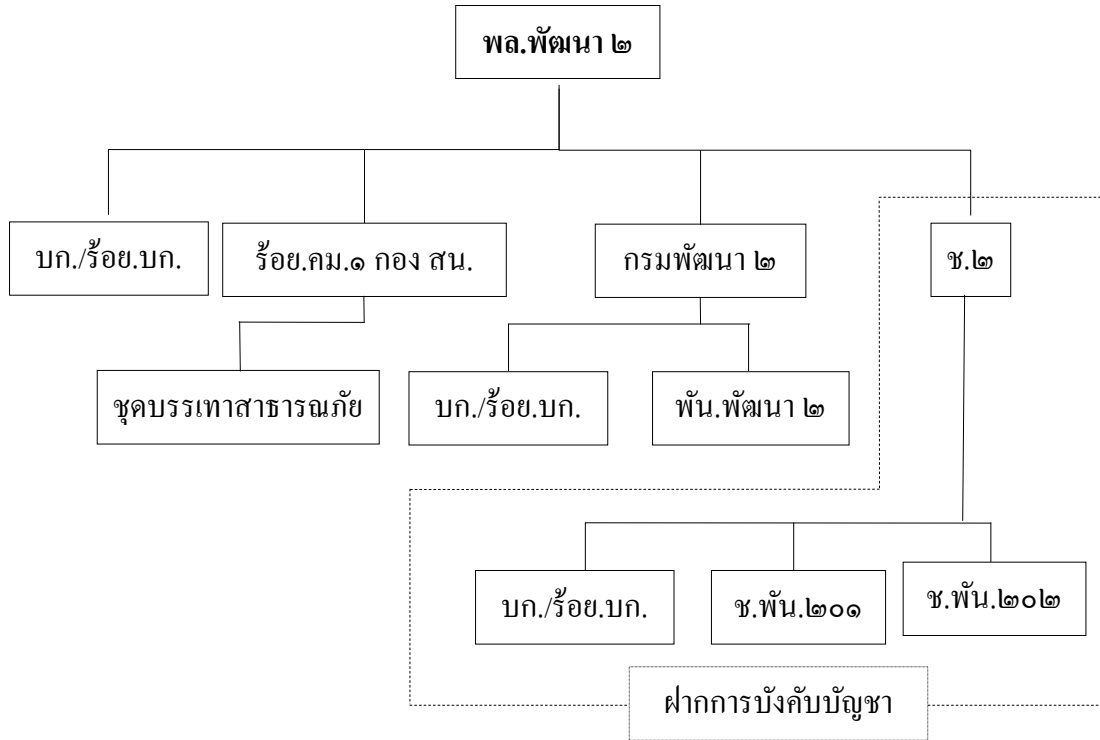 พล.พัฒนา ๒
บก./ร้อย.บก.
ร้อย.คม.๑ กอง สน.
กรมพัฒนา ๒
ช.๒
ชุดบรรเทาสาธารณภัย
บก./ร้อย.บก.
พัน.พัฒนา ๒
บก./ร้อย.บก.
ช.พัน.๒๐๑
ช.พัน.๒๐๒
ฝากการบังคับบัญชา